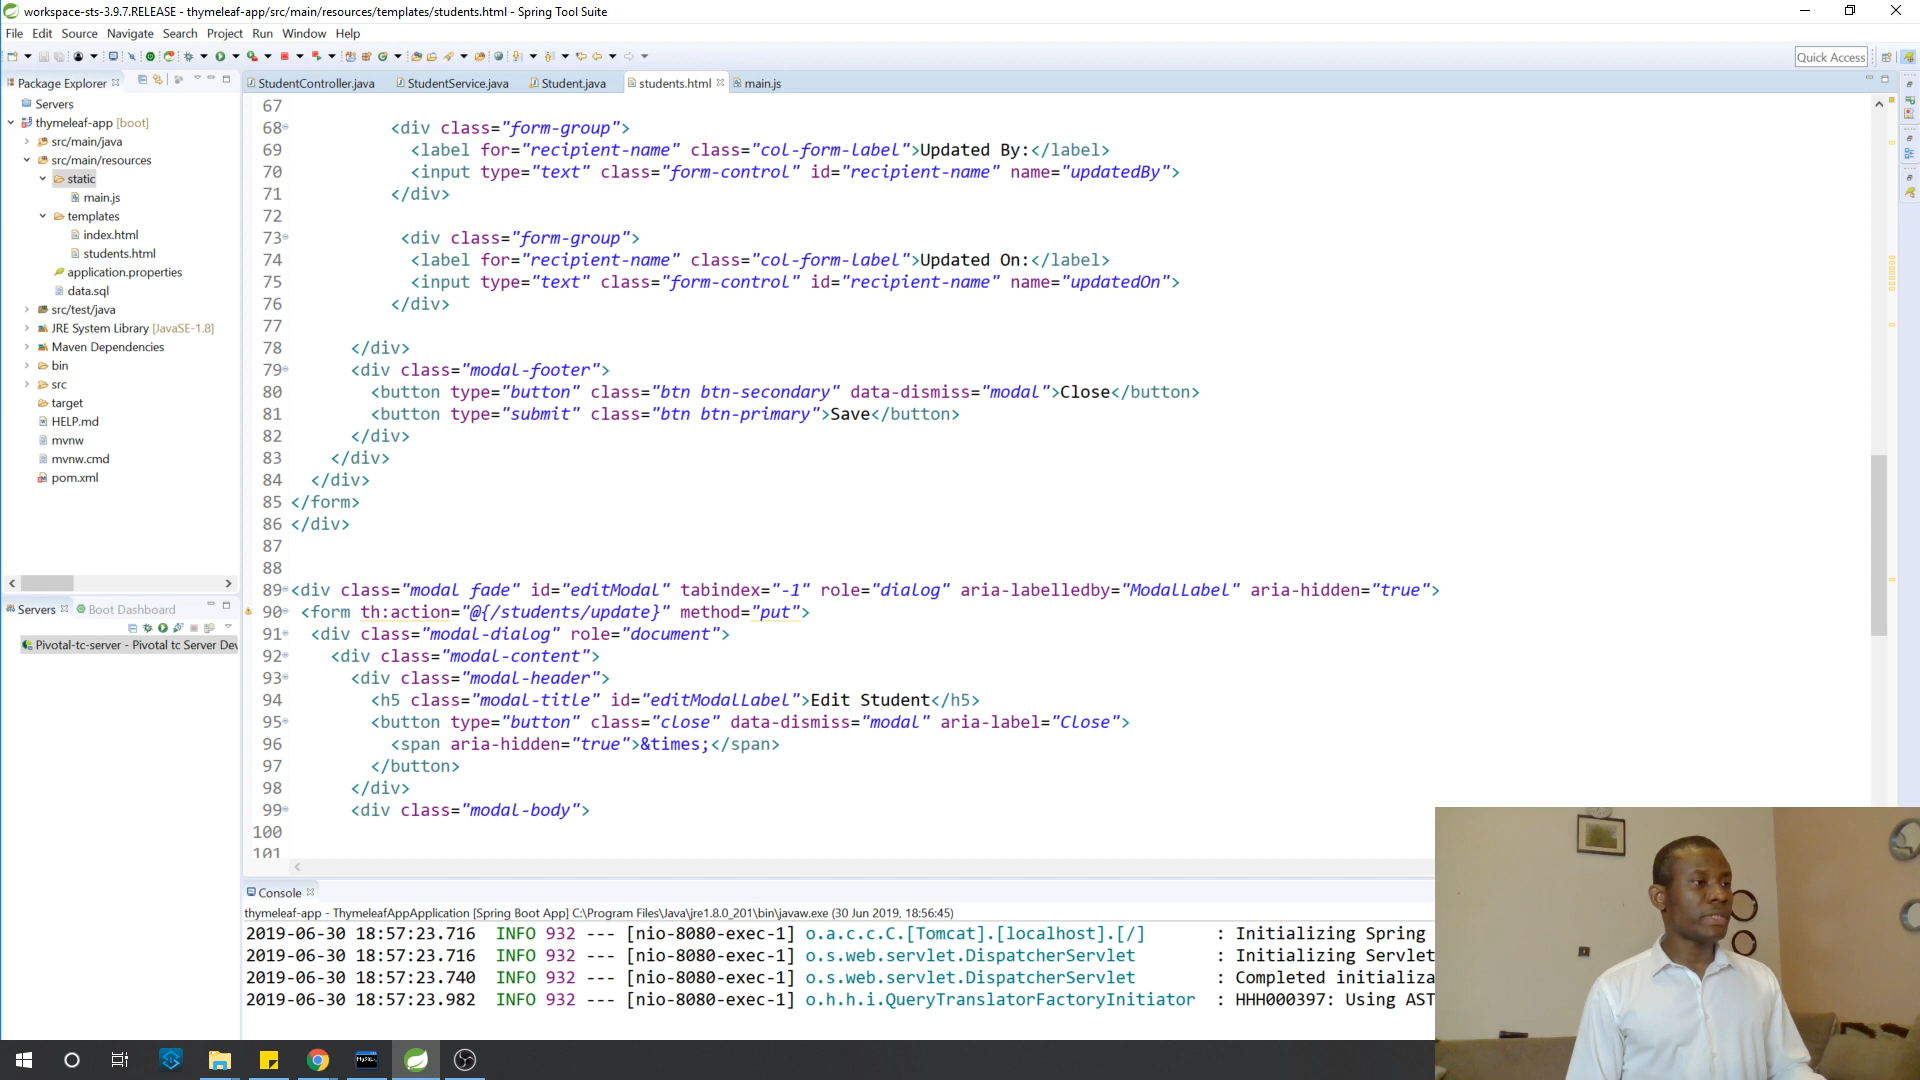 workspace-sts-3.9.7.RELEASE - thymeleaf-app/src/main/resources/templates/students.html - Spring Tool Suite
File Edit Source Navigate Search Project Run Window Help
Quick Access
Package Explorer
Servers
thymeleaf-app [boot]
src/main/java
src/main/resources
static
main.js
templates
index.html
students.html
application.properties
data.sql
src/test/java
JRE System Library [JavaSE-1.8]
Maven Dependencies
bin
src
target
HELP.md
mvnw
mvnw.cmd
pom.xml
Servers Boot Dashboard
Pivotal-tc-server - Pivotal tc Server Dev
StudentController.java StudentService.java Student.java students.html main.js
67
68 <div class="form-group">
69 <label for="recipient-name" class="col-form-label">Updated By:</label>
70 <input type="text" class="form-control" id="recipient-name" name="updatedBy">
71 </div>
72
73 <div class="form-group">
74 <label for="recipient-name" class="col-form-label">Updated On:</label>
75 <input type="text" class="form-control" id="recipient-name" name="updatedOn">
76 </div>
77
78 </div>
79 <div class="modal-footer">
80 <button type="button" class="btn btn-secondary" data-dismiss="modal">Close</button>
81 <button type="submit" class="btn btn-primary">Save</button>
82 </div>
83 </div>
84 </div>
85 </form>
86 </div>
87
88
89 <div class="modal fade" id="editModal" tabindex="-1" role="dialog" aria-labelledby="ModalLabel" aria-hidden="true">
90 <form th:action="@{/students/update}" method="put">
91 <div class="modal-dialog" role="document">
92 <div class="modal-content">
93 <div class="modal-header">
94 <h5 class="modal-title" id="editModalLabel">Edit Student</h5>
95 <button type="button" class="close" data-dismiss="modal" aria-label="Close">
96 <span aria-hidden="true">&times;</span>
97 </button>
98 </div>
99 <div class="modal-body">
100
101
Console
thymeleaf-app - ThymeleafAppApplication [Spring Boot App] C:\Program Files\Java\jre1.8.0_201\bin\javaw.exe (30 Jun 2019, 18:56:45)
2019-06-30 18:57:23.716 INFO 932 --- [nio-8080-exec-1] o.a.c.c.C.[Tomcat].[localhost].[/] : Initializing Spring
2019-06-30 18:57:23.716 INFO 932 --- [nio-8080-exec-1] o.s.web.servlet.DispatcherServlet : Initializing Servlet
2019-06-30 18:57:23.740 INFO 932 --- [nio-8080-exec-1] o.s.web.servlet.DispatcherServlet : Completed initializa
2019-06-30 18:57:23.982 INFO 932 --- [nio-8080-exec-1] o.h.h.i.QueryTranslatorFactoryInitiator : HHH000397: Using AST